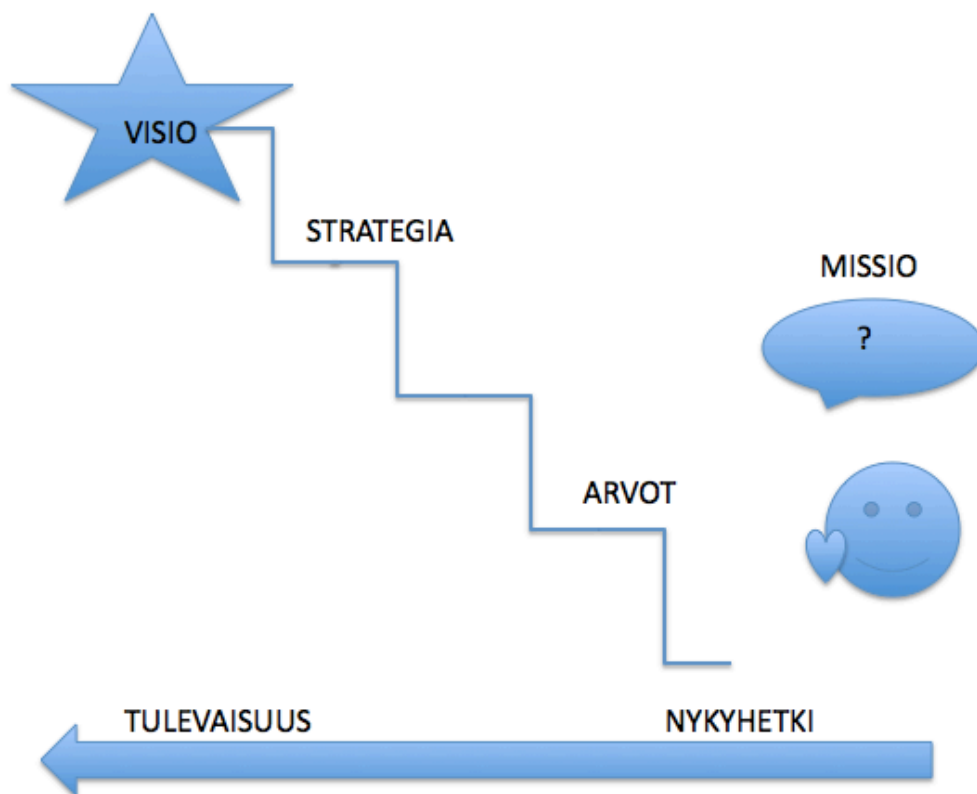 VISIO
STRATEGIA
MISSIO
?
ARVOT
TULEVAISUUS
NYKYHETKI